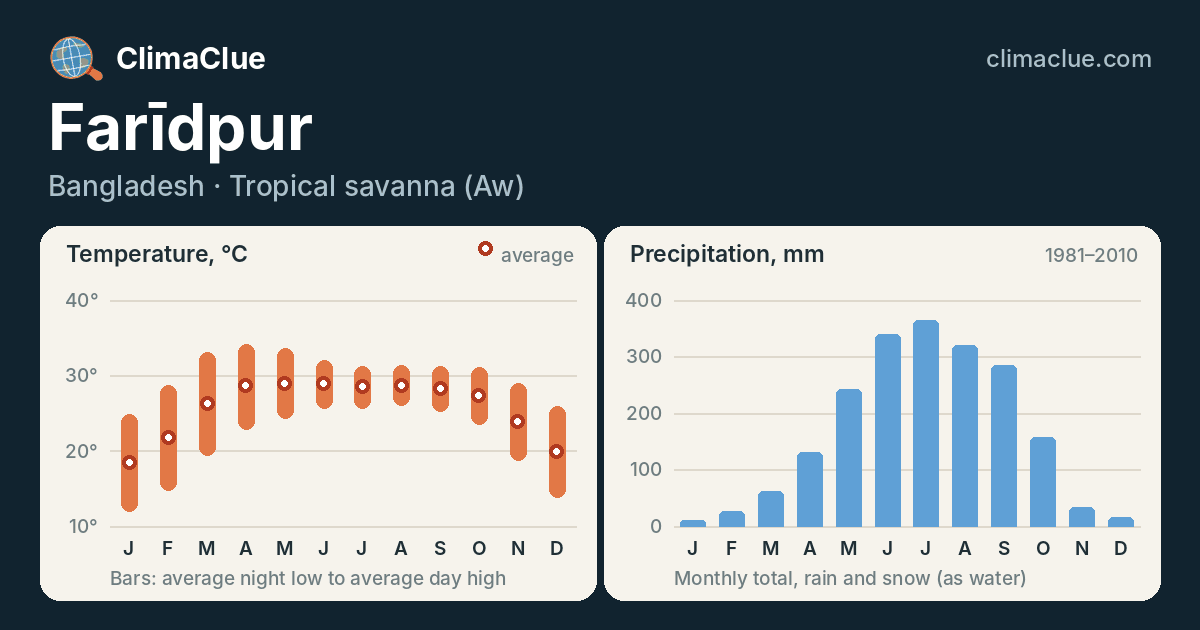 ClimaClue
climaclue.com
Farīdpur
Bangladesh · Tropical savanna (Aw)
Temperature, °C
average
40°
30°
20°
10°
J F M A M J J A S O N D
Bars: average night low to average day high
Precipitation, mm
1981–2010
400
300
200
100
0
J F M A M J J A S O N D
Monthly total, rain and snow (as water)